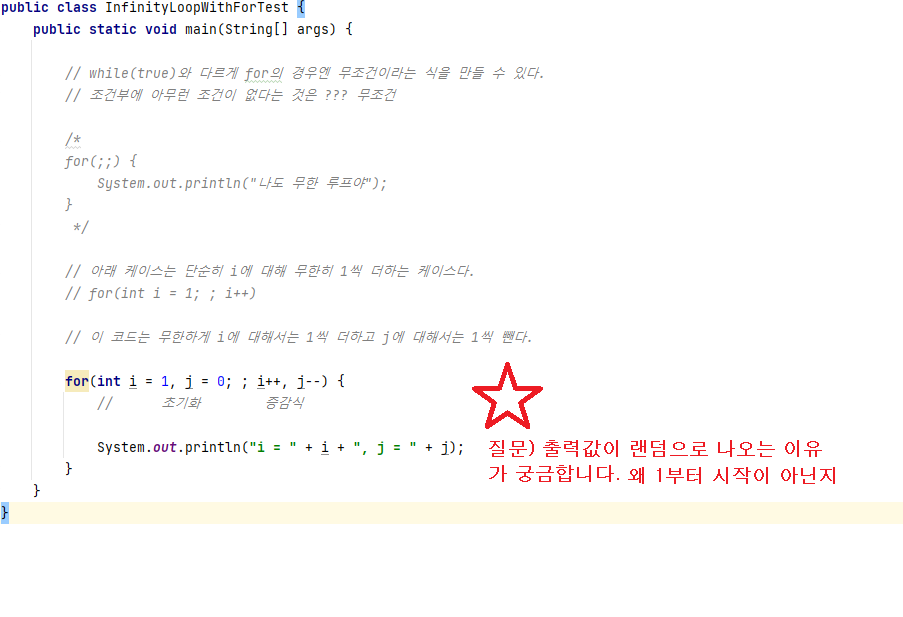 public class InfinityLoopWithForTest {
public static void main(String[] args) {
// while(true)와 다르게 for의 경우엔 무조건이라는 식을 만들 수 있다.
// 조건부에 아무런 조건이 없다는 것은 ??? 무조건
/*
for(;;) {
System.out.println("나도 무한 루프야");
}
*/
// 아래 케이스는 단순히 i에 대해 무한히 1씩 더하는 케이스다.
// for(int i = 1; ; i++)
// 이 코드는 무한하게 i에 대해서는 1씩 더하고 j에 대해서는 1씩 뺀다.
for(int i = 1, j = 0; ; i++, j--) {
// 초기화 증감식
System.out.println("i = " + i + ", j = " + j);
질문) 출력값이 랜덤으로 나오는 이유
가 궁금합니다. 왜 1부터 시작이 아닌지
}
}
}